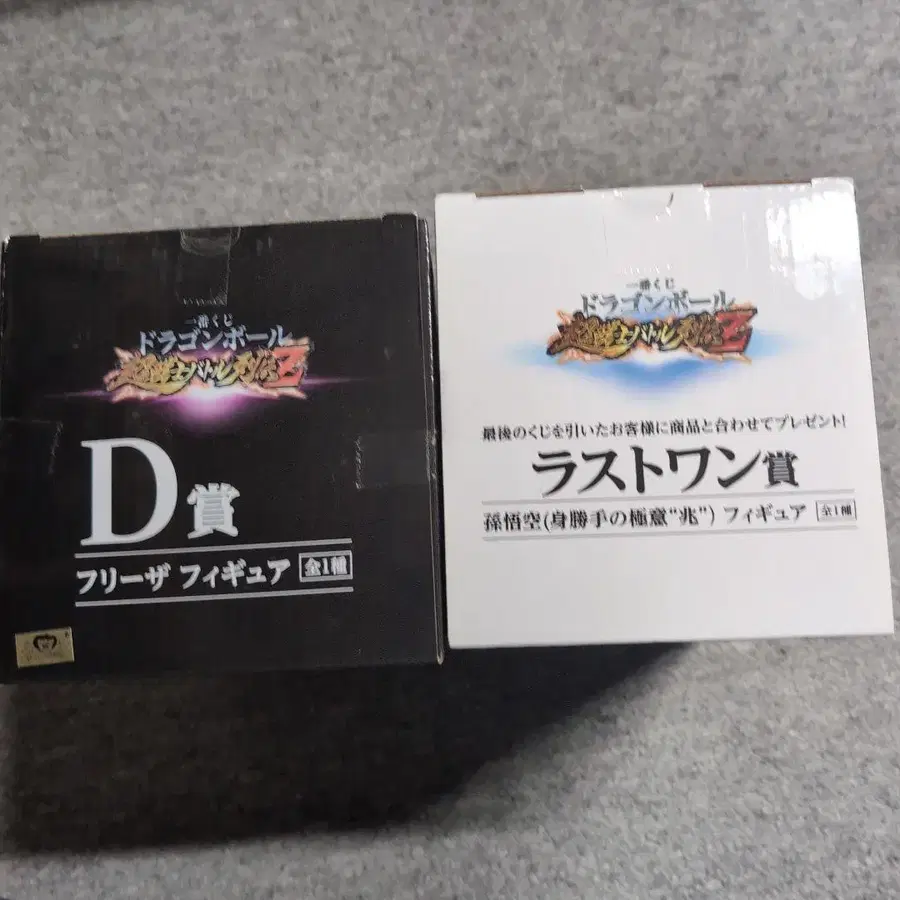 一番くじ
ドラゴンボール
超戦士バトル列伝Z
D賞
フリーザ フィギュア 全1種
一番くじ
ドラゴンボール
超戦士バトル列伝Z
最後のくじを引いたお客様に商品と合わせてプレゼント!
ラストワン賞
孫悟空(身勝手の極意“兆”) フィギュア 全1種